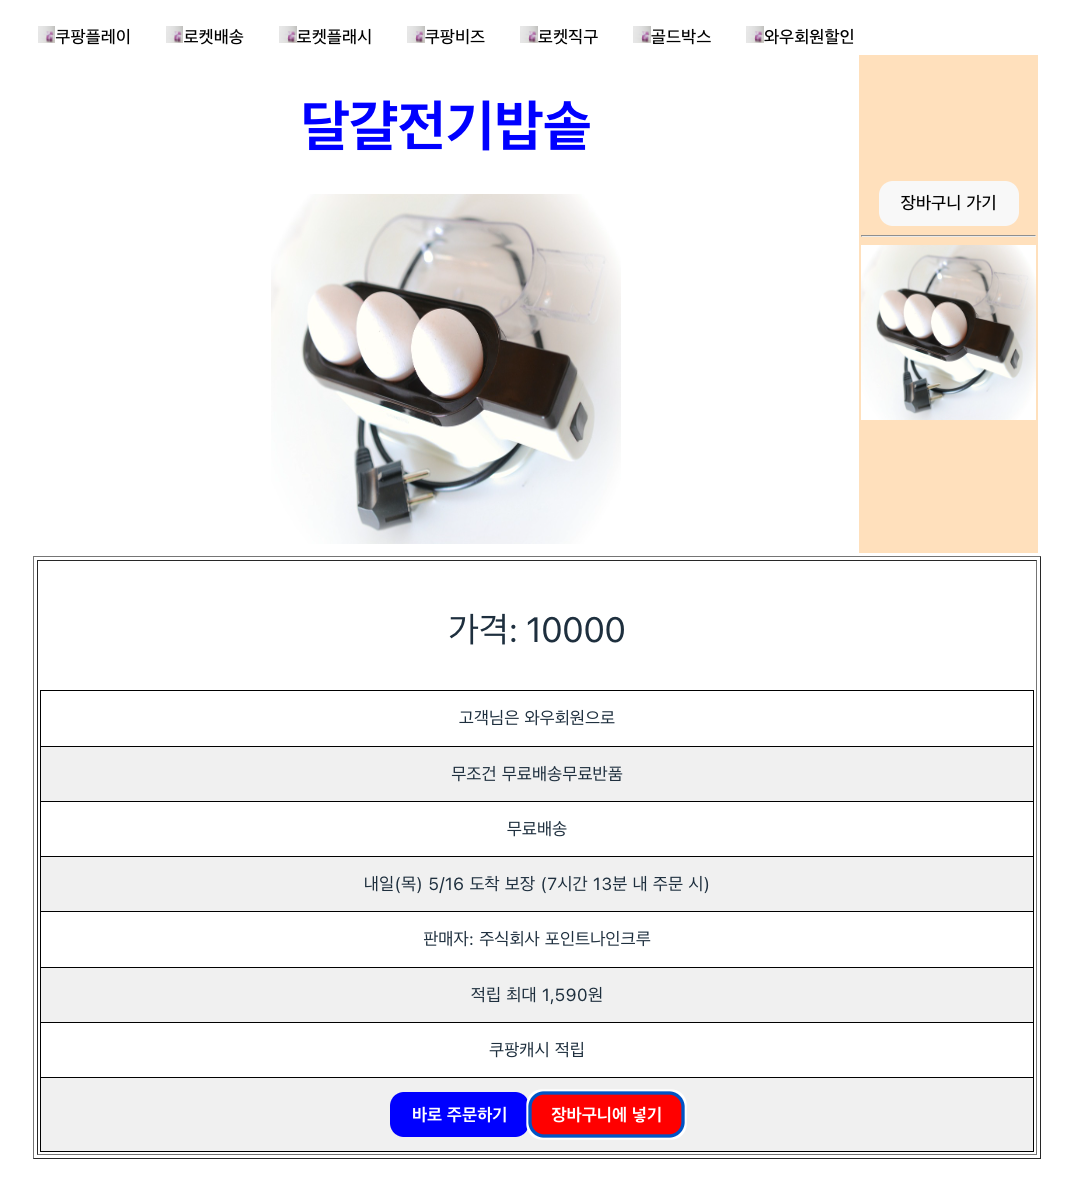 쿠팡플레이 로켓배송 로켓플래시 쿠팡비즈 로켓직구 골드박스 와우회원할인
달걀전기밥솥
장바구니 가기
가격: 10000
고객님은 와우회원으로
무조건 무료배송무료반품
무료배송
내일(목) 5/16 도착 보장 (7시간 13분 내 주문 시)
판매자: 주식회사 포인트나인크루
적립 최대 1,590원
쿠팡캐시 적립
바로 주문하기 장바구니에 넣기